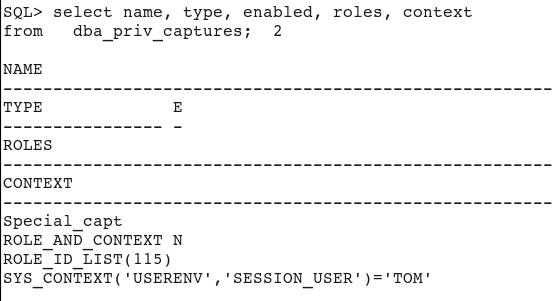 SQL> select name, type, enabled, roles, context
from   dba_priv_captures;  2
NAME
--------------------------------------------------------
TYPE             E
---------------- -
ROLES
--------------------------------------------------------
CONTEXT
--------------------------------------------------------
Special_capt
ROLE_AND_CONTEXT N
ROLE_ID_LIST(115)
SYS_CONTEXT('USERENV','SESSION_USER')='TOM'